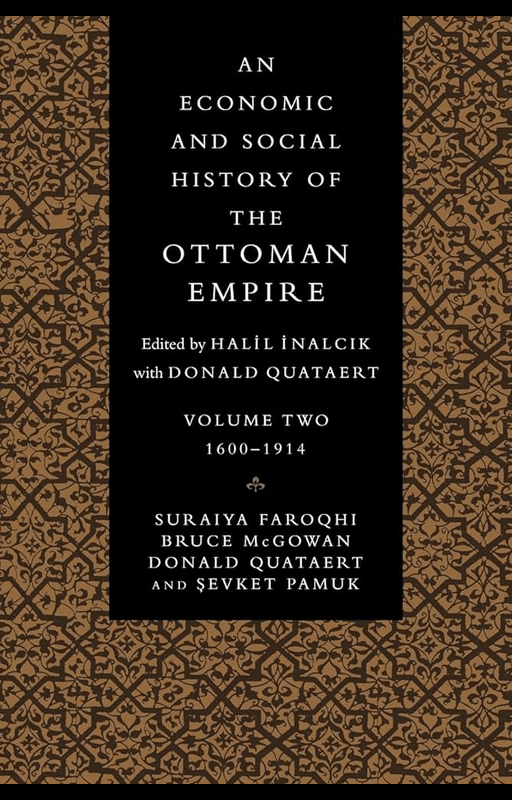 AN
ECONOMIC
AND SOCIAL
HISTORY OF
THE
OTTOMAN
EMPIRE
Edited by HALİL İNALCIK
with DONALD QUATAERT
VOLUME TWO
1600–1914
SURAIYA FAROQHI
BRUCE McGOWAN
DONALD QUATAERT
AND ŞEVKET PAMUK